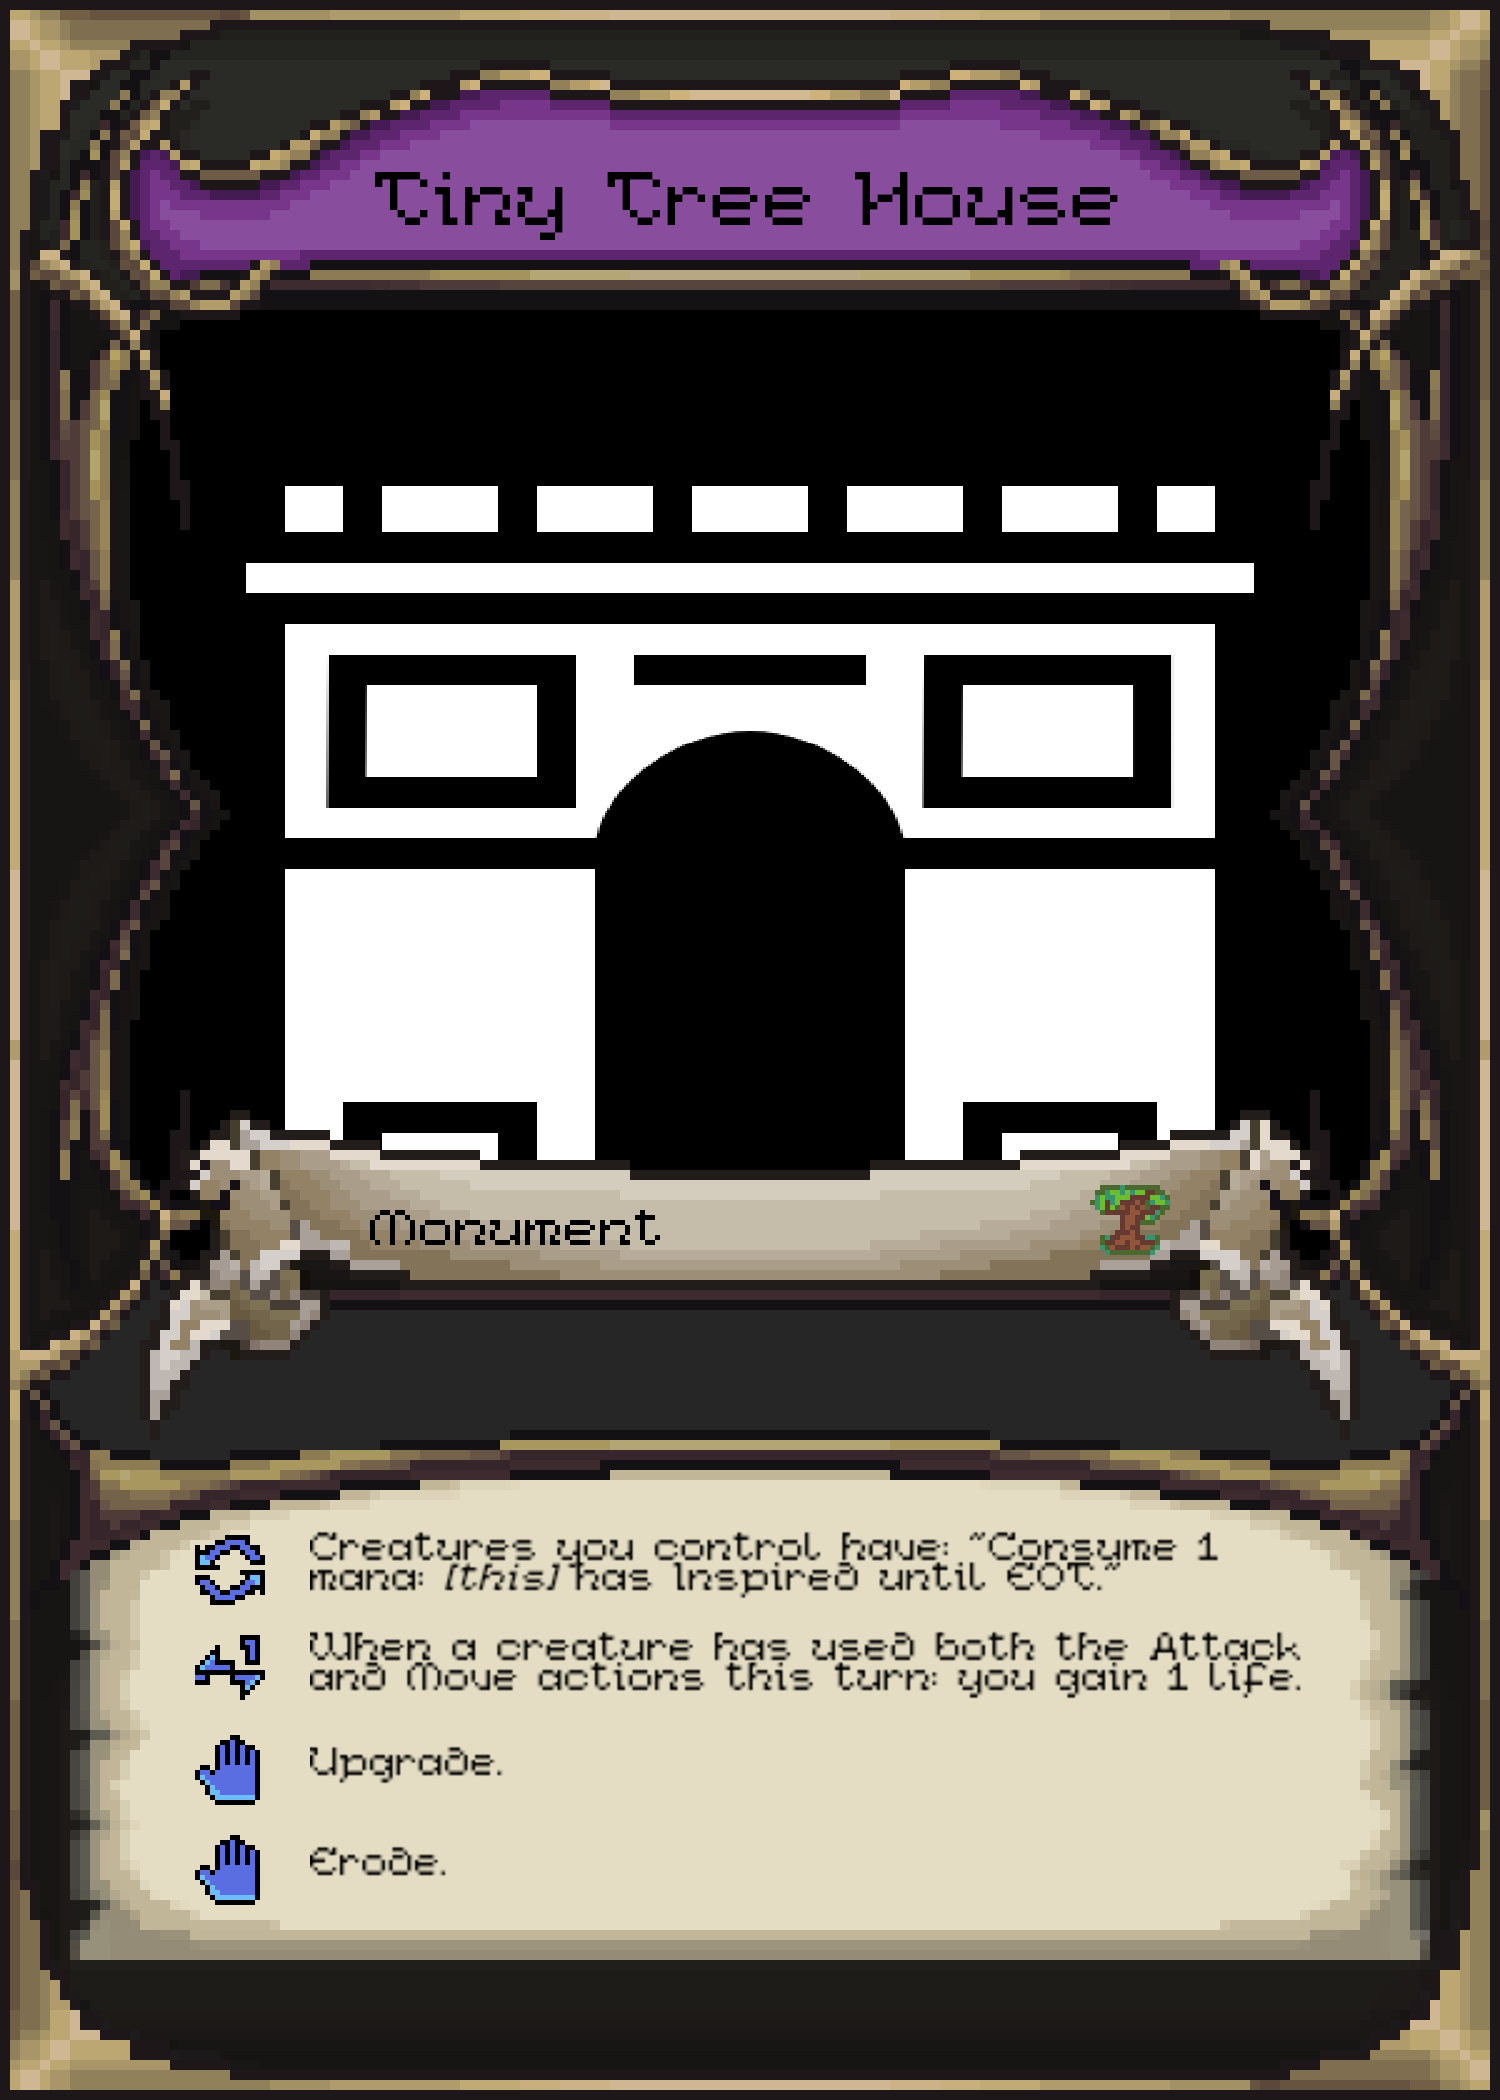 Tiny Tree House
Monument
Creatures you control have: "Consume 1
mana: [this] has Inspired until EOT."
When a creature has used both the Attack
and Move actions this turn: you gain 1 life.
Upgrade.
Erode.